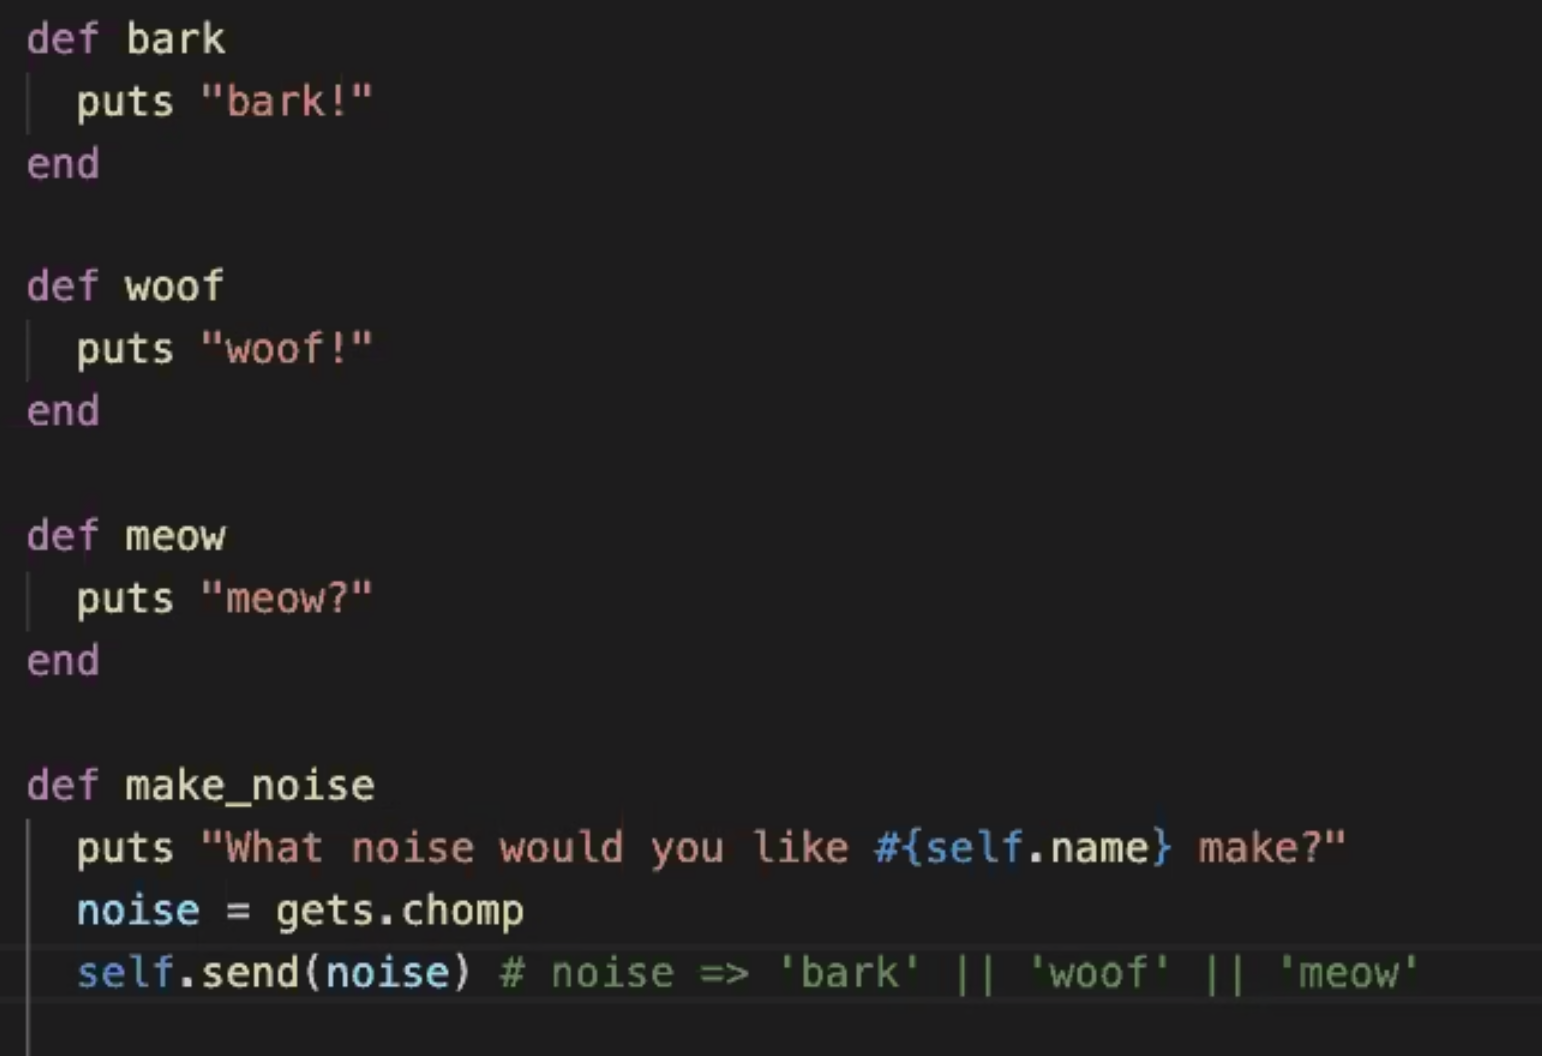 def bark
puts "bark!"
end
def woof
puts "woof!"
end
def meow
puts "meow?"
end
def make_noise
puts "What noise would you like #{self.name} make?"
noise = gets.chomp
self.send(noise) # noise => 'bark' || 'woof' || 'meow'